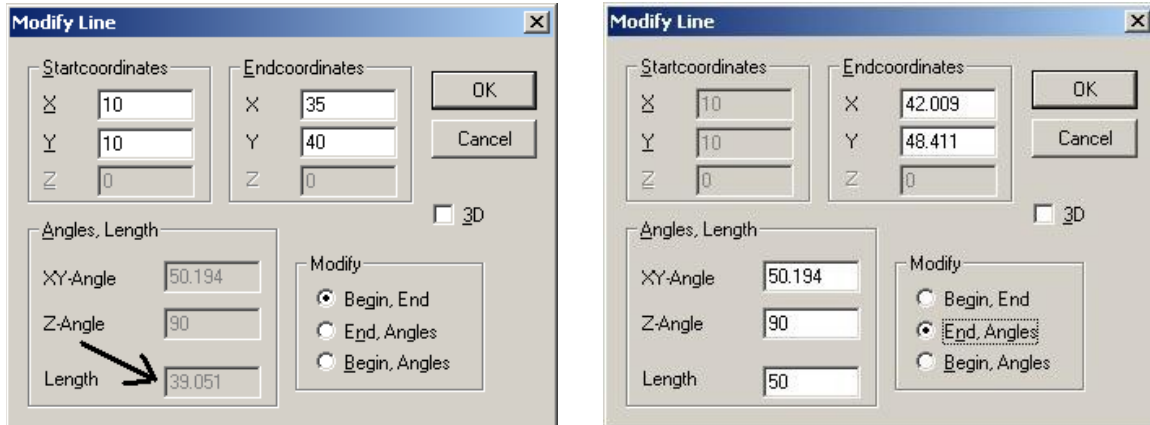 Modify Line
Startcoordinates
Endcoordinates
X 10
X 35
OK
Y 10
Y 40
Cancel
Z 0
Z 0
3D
Angles, Length
XY-Angle 50.194
Modify
Begin, End
Z-Angle 90
End, Angles
Begin, Angles
Length 39.051
Modify Line
Startcoordinates
Endcoordinates
X 10
X 42.009
OK
Y 10
Y 48.411
Cancel
Z 0
Z 0
3D
Angles, Length
XY-Angle 50.194
Modify
Begin, End
Z-Angle 90
End, Angles
Begin, Angles
Length 50